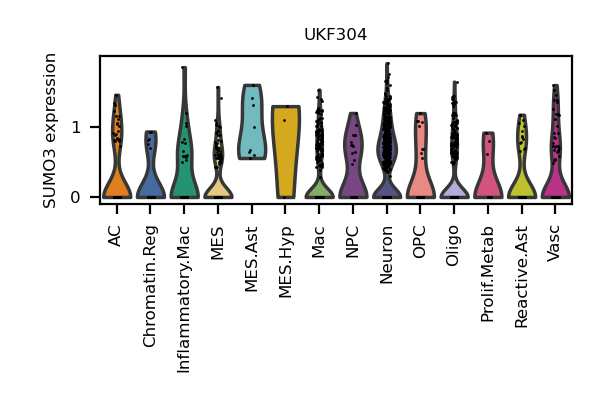 UKF304
SUMO3 expression
1
0
AC
Chromatin.Reg
Inflammatory.Mac
MES
MES.Ast
MES.Hyp
Mac
NPC
Neuron
OPC
Oligo
Prolif.Metab
Reactive.Ast
Vasc